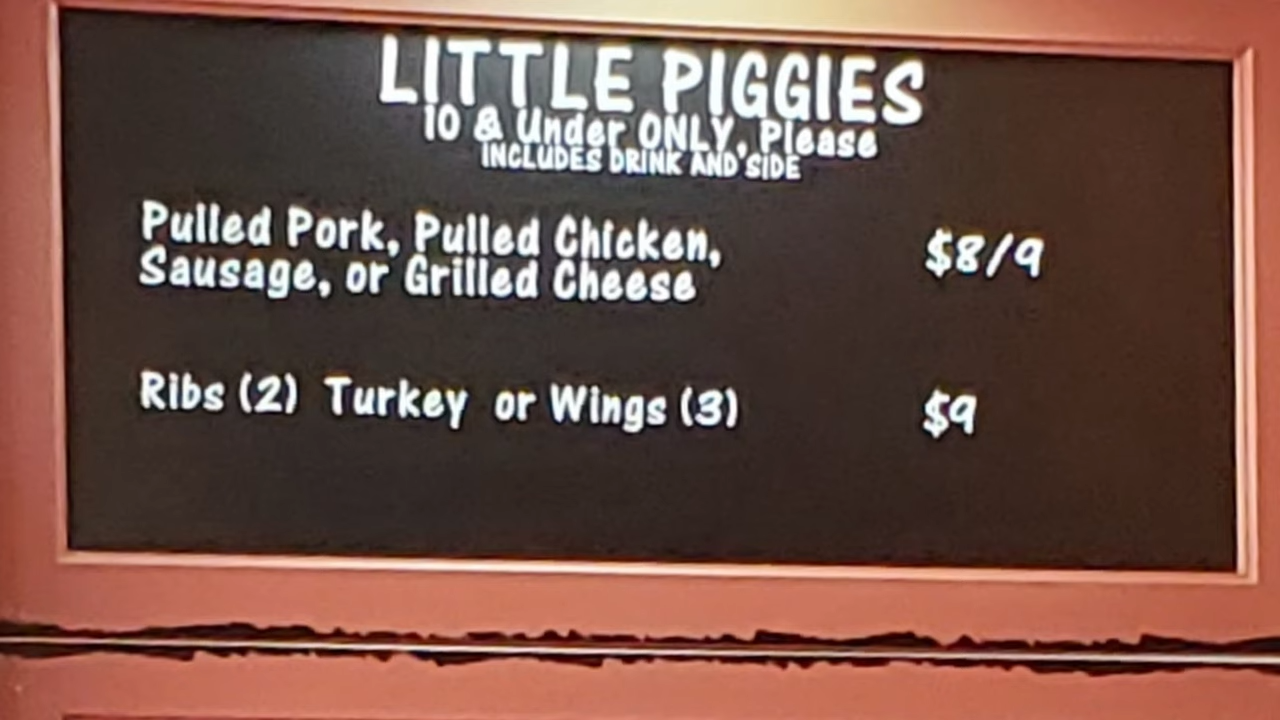 LITTLE PIGGIES
10 & Under ONLY, Please
INCLUDES DRINK AND SIDE
Pulled Pork, Pulled Chicken, $8/9
Sausage, or Grilled Cheese
Ribs (2) Turkey or Wings (3) $9